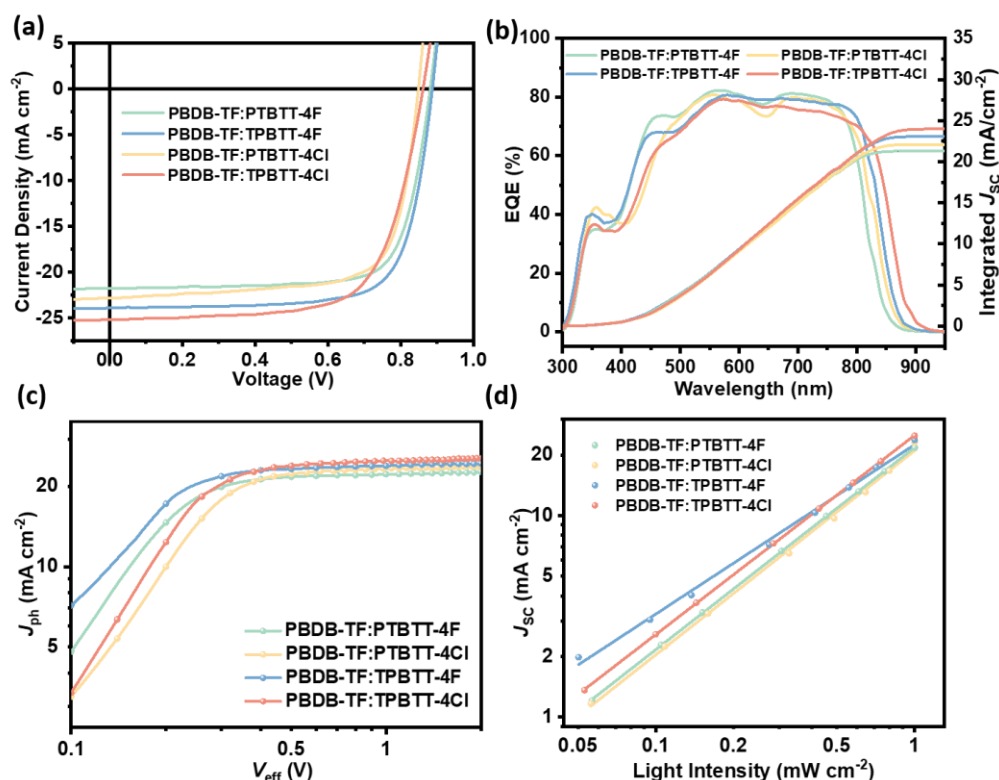 (a)
5
0
-5
-10
-15
-20
-25
Current Density (mA cm-2)
PBDB-TF:PTBTT-4F
PBDB-TF:TPBTT-4F
PBDB-TF:PTBTT-4Cl
PBDB-TF:TPBTT-4Cl
0.0 0.2 0.4 0.6 0.8 1.0
Voltage (V)
(b)
100
80
60
40
20
0
EQE (%)
PBDB-TF:PTBTT-4F PBDB-TF:PTBTT-4Cl
PBDB-TF:TPBTT-4F PBDB-TF:TPBTT-4Cl
35
30
25
20
15
10
5
0
Integrated JSC (mA/cm-2)
300 400 500 600 700 800 900
Wavelength (nm)
(c)
20
10
5
Jph (mA cm-2)
PBDB-TF:PTBTT-4F
PBDB-TF:PTBTT-4Cl
PBDB-TF:TPBTT-4F
PBDB-TF:TPBTT-4Cl
0.1 0.5 1
Veff (V)
(d)
20
10
5
2
1
JSC (mA cm-2)
PBDB-TF:PTBTT-4F
PBDB-TF:PTBTT-4Cl
PBDB-TF:TPBTT-4F
PBDB-TF:TPBTT-4Cl
0.05 0.1 0.2 0.5 1
Light Intensity (mW cm-2)